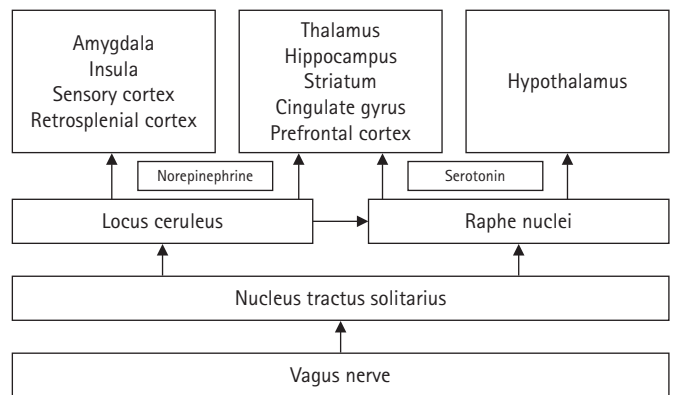 Amygdala
Insula
Sensory cortex
Retrosplenial cortex
Thalamus
Hippocampus
Striatum
Cingulate gyrus
Prefrontal cortex
Hypothalamus
Norepinephrine
Serotonin
Locus ceruleus
Raphe nuclei
Nucleus tractus solitarius
Vagus nerve